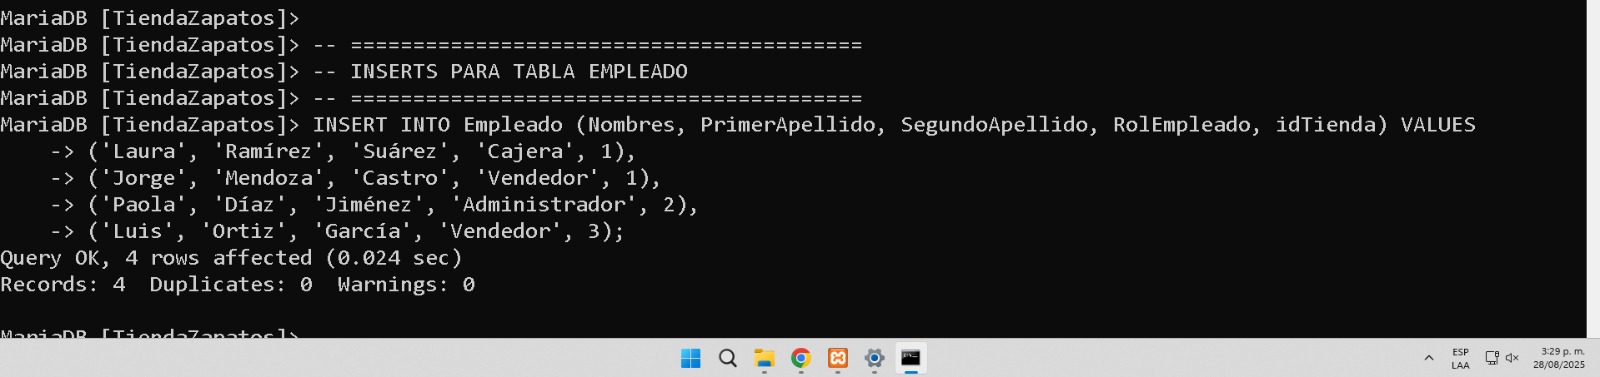 MariaDB [TiendaZapatos]>
MariaDB [TiendaZapatos]> -- =========================================
MariaDB [TiendaZapatos]> -- INSERTS PARA TABLA EMPLEADO
MariaDB [TiendaZapatos]> -- =========================================
MariaDB [TiendaZapatos]> INSERT INTO Empleado (Nombres, PrimerApellido, SegundoApellido, RolEmpleado, idTienda) VALUES
    -> ('Laura', 'Ramírez', 'Suárez', 'Cajera', 1),
    -> ('Jorge', 'Mendoza', 'Castro', 'Vendedor', 1),
    -> ('Paola', 'Díaz', 'Jiménez', 'Administrador', 2),
    -> ('Luis', 'Ortiz', 'García', 'Vendedor', 3);
Query OK, 4 rows affected (0.024 sec)
Records: 4  Duplicates: 0  Warnings: 0
MariaDB [TiendaZapatos]>
ESP
LAA
3:29 p. m.
28/08/2025